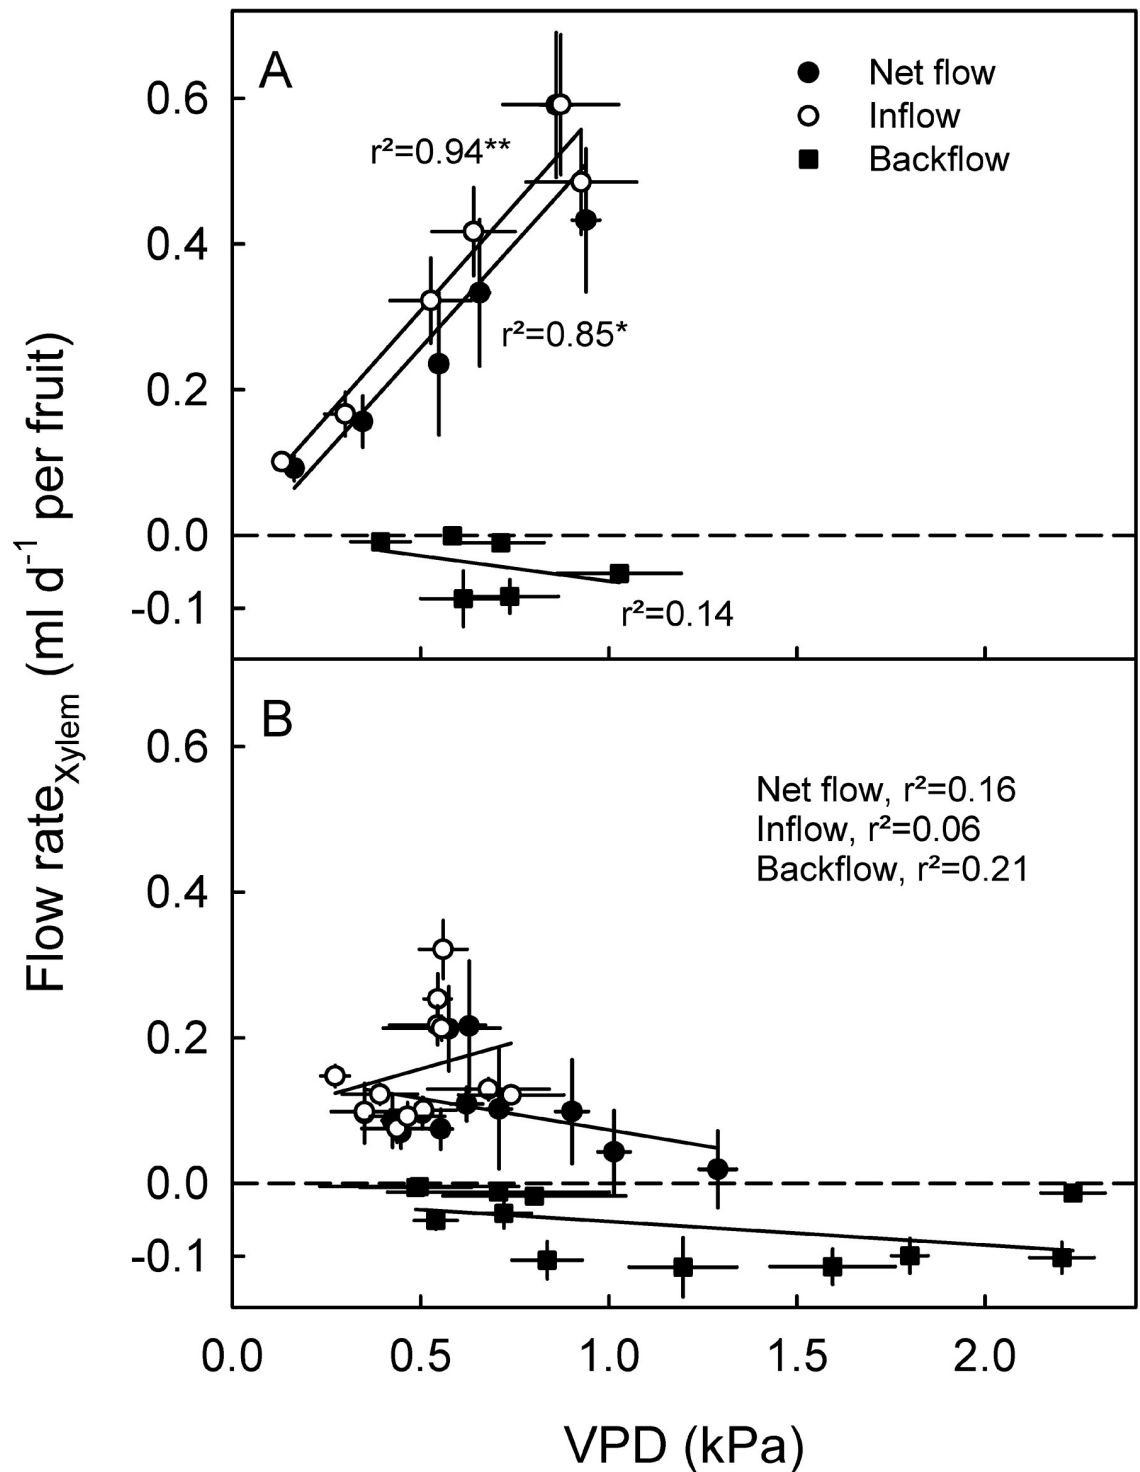 A
Net flow
Inflow
Backflow
r²=0.94**
r²=0.85*
r²=0.14
0.6
0.4
0.2
0.0
-0.1
B
Net flow, r²=0.16
Inflow, r²=0.06
Backflow, r²=0.21
0.6
0.4
0.2
0.0
-0.1
0.0 0.5 1.0 1.5 2.0
VPD (kPa)
Flow rateXylem (ml d-1 per fruit)